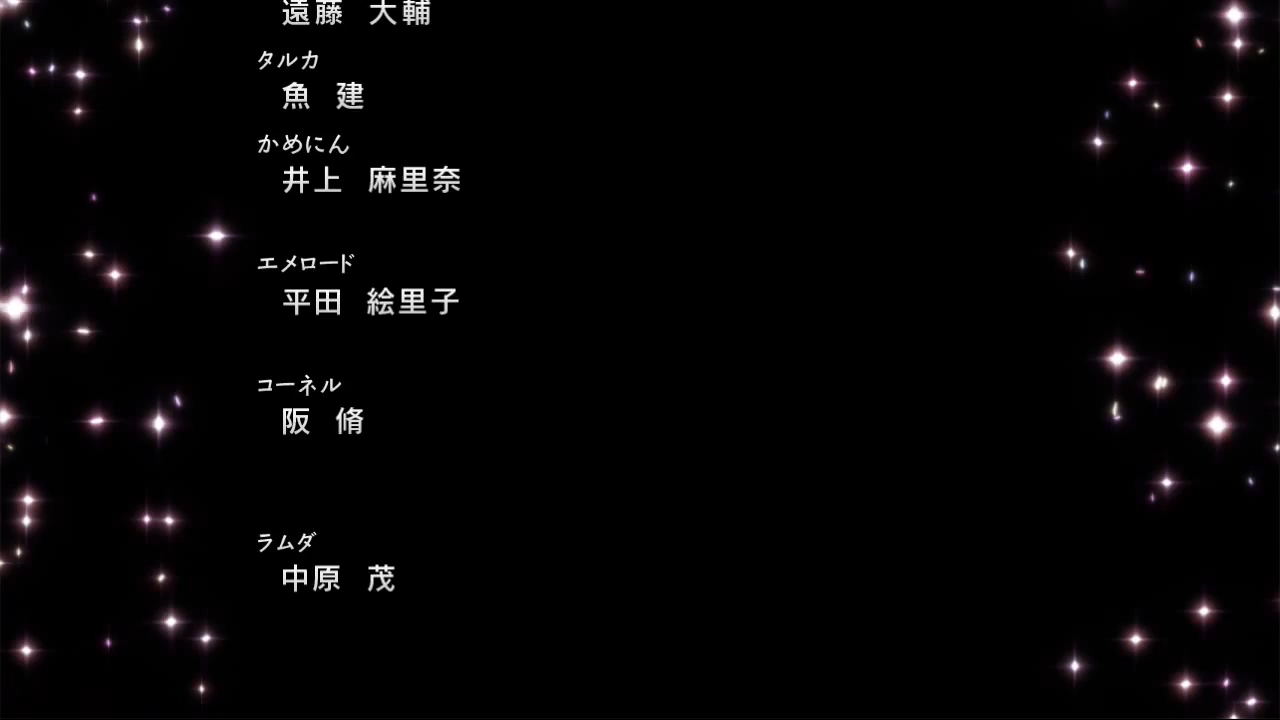 遠藤 大輔
タルカ
魚 建
かめにん
井上 麻里奈
エメロード
平田 絵里子
コーネル
阪 脩
ラムダ
中原 茂